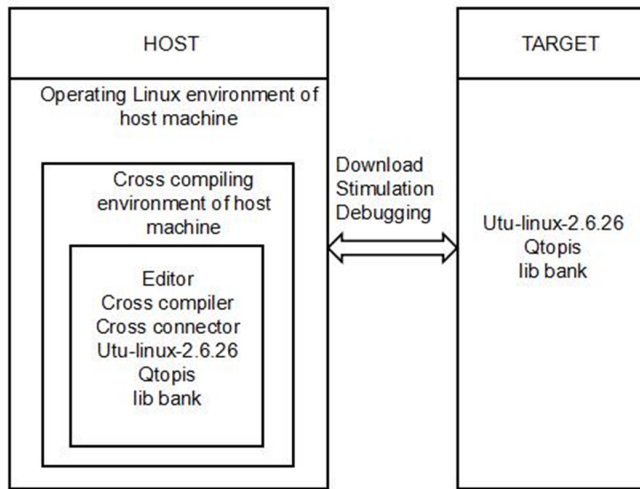 HOST
Operating Linux environment of
host machine
Cross compiling
environment of host
machine
Editor
Cross compiler
Cross connector
Utu-linux-2.6.26
Qtopis
lib bank
Download
Stimulation
Debugging
TARGET
Utu-linux-2.6.26
Qtopis
lib bank